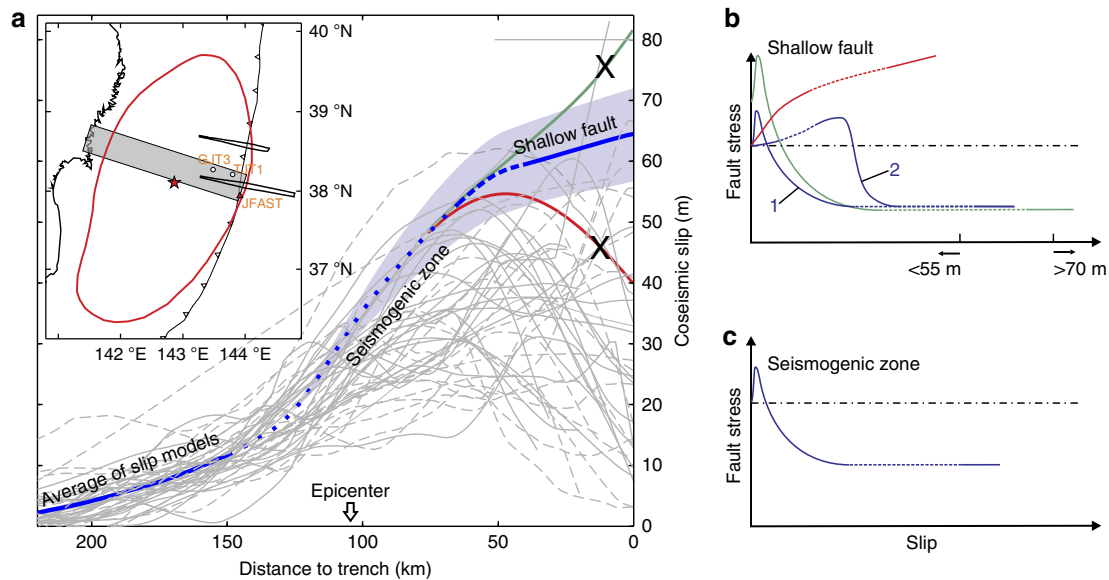 a
40 °N
39 °N
38 °N
37 °N
142 °E
143 °E
144 °E
GJT3
TJT1
JFAST
X
X
Shallow fault
Seismogenic zone
Average of slip models
Epicenter
80
70
60
50
40
30
20
10
0
Coseismic slip (m)
200
150
100
50
0
Distance to trench (km)
b
Shallow fault
Fault stress
1
2
<55 m
>70 m
c
Seismogenic zone
Fault stress
Slip